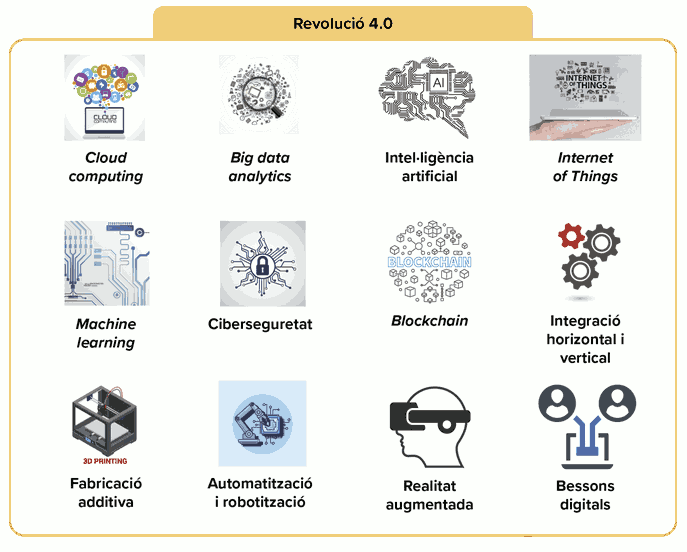 Revolució 4.0
CLOUD
COMPUTING
AI
INTERNET
OF THINGS
Cloud
computing
Big data
analytics
Intel·ligència
artificial
Internet
of Things
BLOCKCHAIN
Machine
learning
Ciberseguretat
Blockchain
Integració
horizontal i
vertical
3D PRINTING
Fabricació
additiva
Automatització
i robotització
Realitat
augmentada
Bessons
digitals